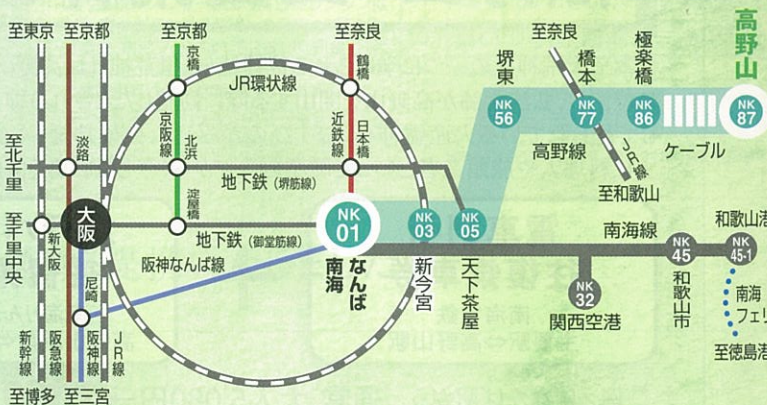 至東京
至京都
至京都
至奈良
至奈良
高野山
京橋
鶴橋
JR環状線
堺東
橋本
極楽橋
NK
56
NK
77
NK
86
NK
87
高野線
JR線
ケーブル
至和歌山
至北千里
淡路
京阪線
北浜
近鉄線
日本橋
地下鉄(堺筋線)
至千里中央
新大阪
大阪
淀屋橋
地下鉄(御堂筋線)
NK
01
南海
なんば
NK
03
新今宮
NK
05
天下茶屋
南海線
NK
32
関西空港
NK
45
和歌山市
和歌山港
NK
45-1
南海
フェリ
至徳島港
阪神なんば線
尼崎
新幹線
阪急線
阪神線
JR線
至博多
至三宮